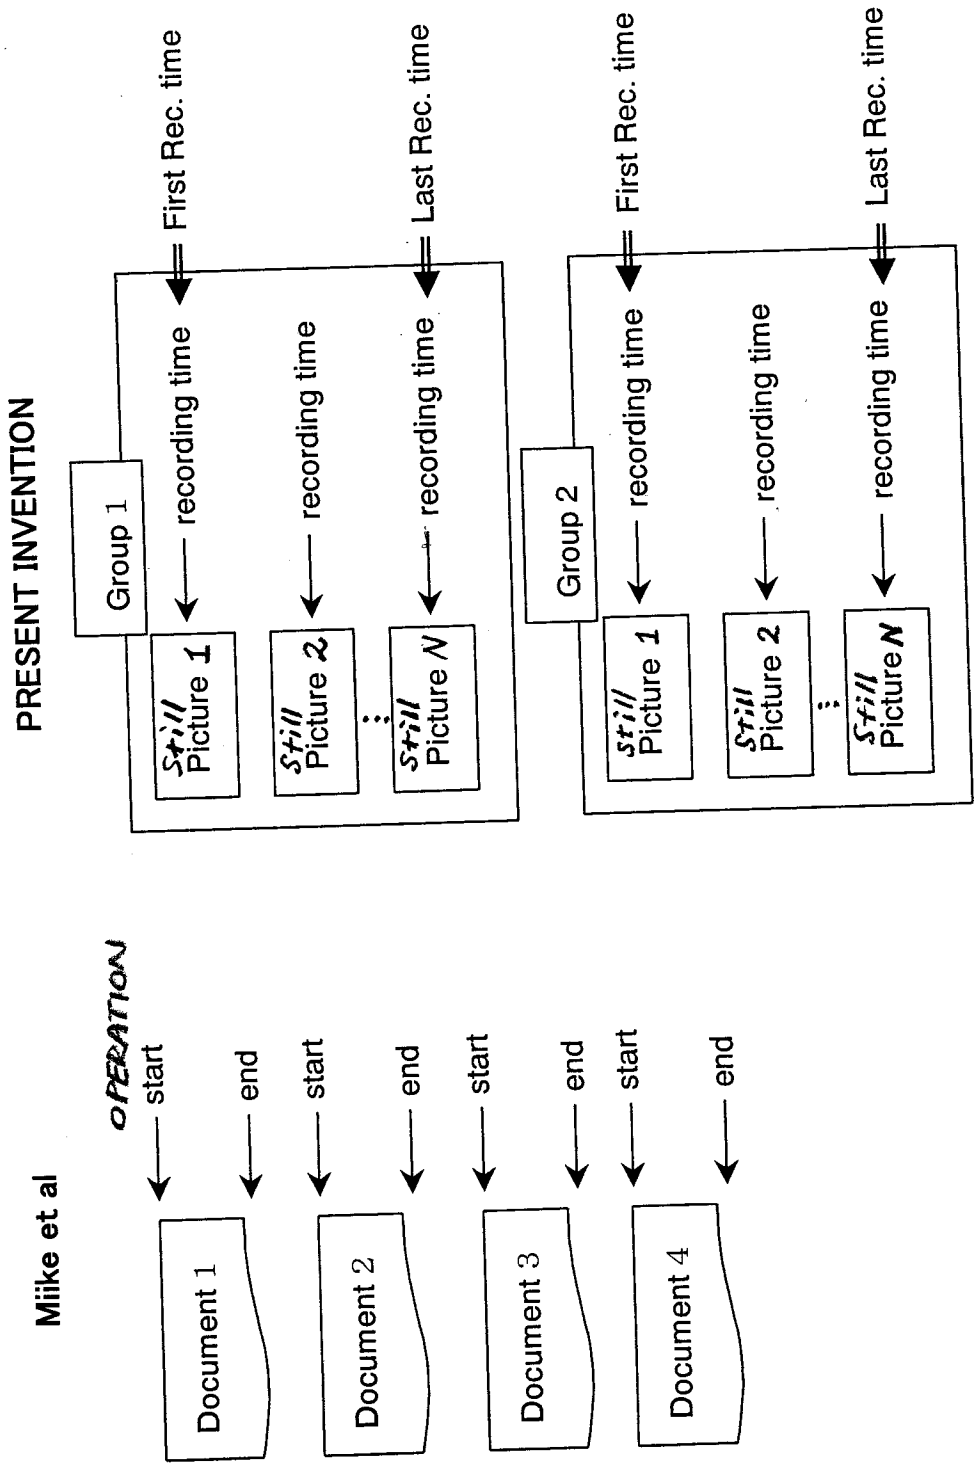 Miike et al
OPERATION
Document 1
start
end
Document 2
start
end
Document 3
start
end
Document 4
start
end
PRESENT INVENTION
Group 1
Still
Picture 1
recording time
First Rec. time
Still
Picture 2
recording time
...
Still
Picture N
recording time
Last Rec. time
Group 2
Still
Picture 1
recording time
First Rec. time
Still
Picture 2
recording time
...
Still
Picture N
recording time
Last Rec. time